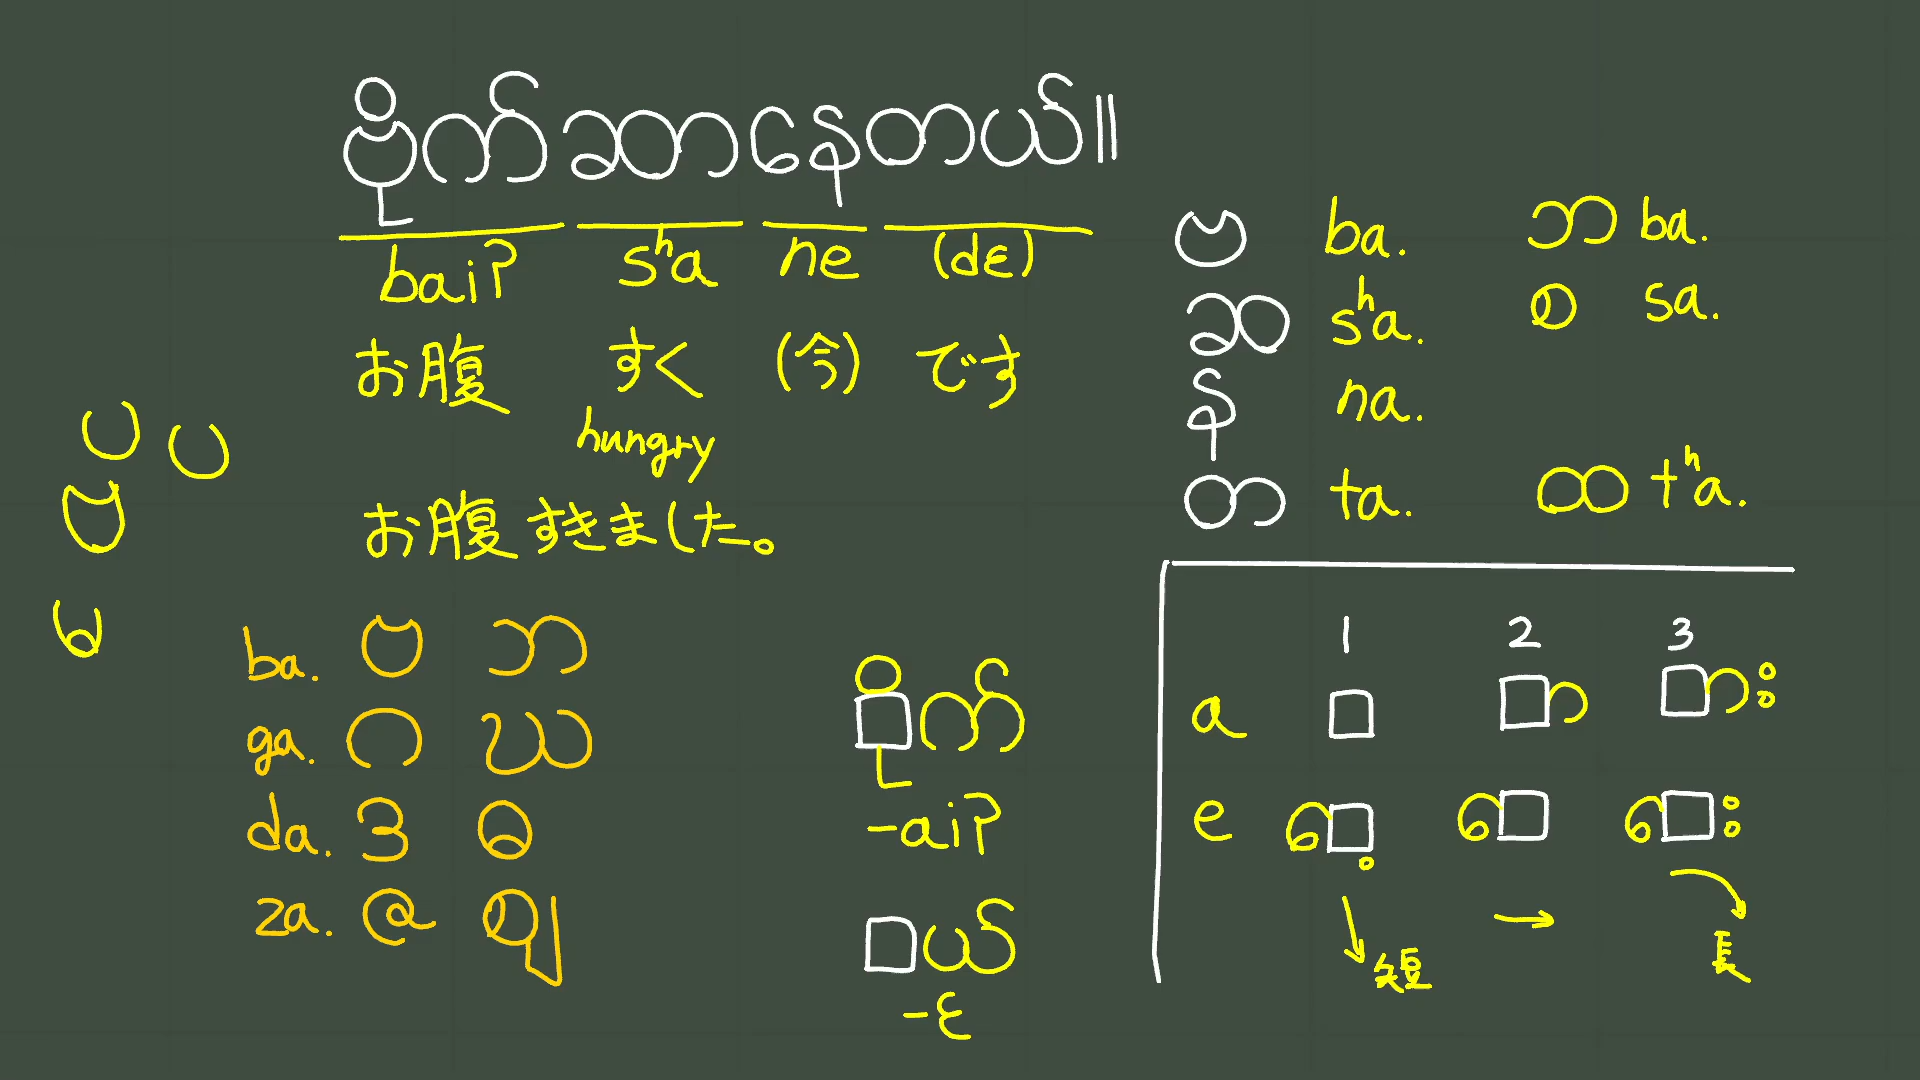 ဗိုက်ဆာနေတယ်။
baiʔ sʰa ne (dɛ)
お腹 すく (今) です
hungry
お腹すきました。
ဗ ba. ဘ ba.
ဆ sʰa. စ sa.
န na.
တ ta. ထ tʰa.
ba. ဗ ဘ
ga. ဂ ဃ
da. ဒ ဓ
za. ဇ ဈ
ို က်
-aiʔ
ယ်
-ɛ
1 2 3
a □ □ာ □ား
e ေ□့ ေ□ ေ□း
↓短 → 長